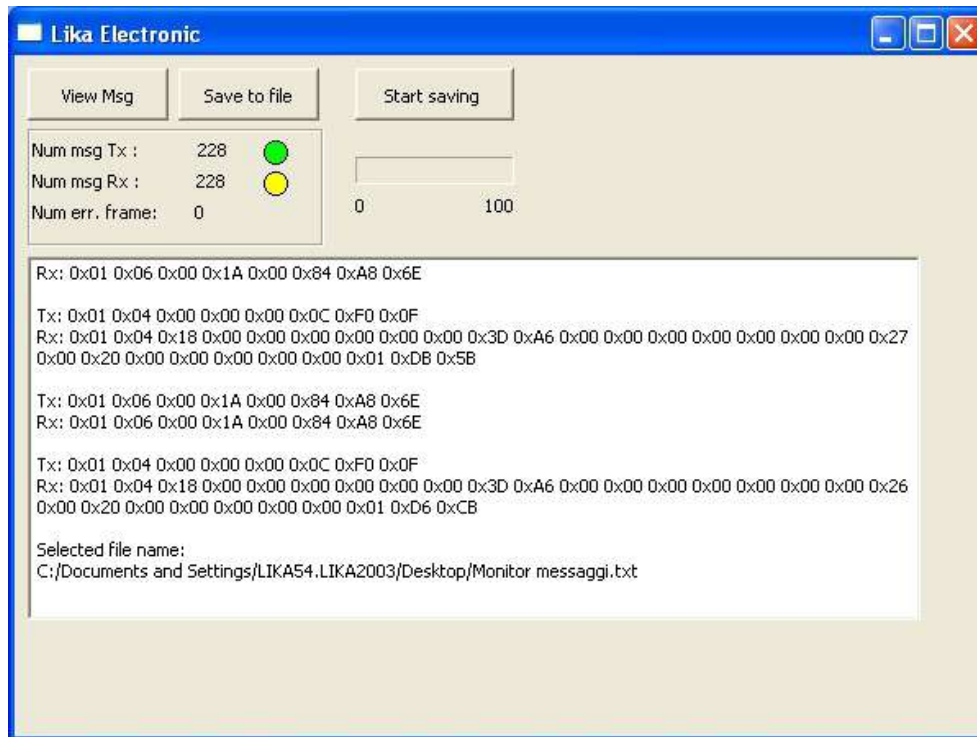 Lika Electronic
View Msg Save to file Start saving
Num msg Tx : 228
Num msg Rx : 228
Num err. frame: 0
0 100
Rx: 0x01 0x06 0x00 0x1A 0x00 0x84 0xA8 0x6E
Tx: 0x01 0x04 0x00 0x00 0x00 0x0C 0xF0 0x0F
Rx: 0x01 0x04 0x18 0x00 0x00 0x00 0x00 0x00 0x00 0x00 0x3D 0xA6 0x00 0x00 0x00 0x00 0x00 0x00 0x00 0x27
0x00 0x20 0x00 0x00 0x00 0x00 0x00 0x01 0xDB 0x5B
Tx: 0x01 0x06 0x00 0x1A 0x00 0x84 0xA8 0x6E
Rx: 0x01 0x06 0x00 0x1A 0x00 0x84 0xA8 0x6E
Tx: 0x01 0x04 0x00 0x00 0x00 0x0C 0xF0 0x0F
Rx: 0x01 0x04 0x18 0x00 0x00 0x00 0x00 0x00 0x00 0x00 0x3D 0xA6 0x00 0x00 0x00 0x00 0x00 0x00 0x00 0x26
0x00 0x20 0x00 0x00 0x00 0x00 0x00 0x01 0xD6 0xCB
Selected file name:
C:/Documents and Settings/LIKA54.LIKA2003/Desktop/Monitor messaggi.txt